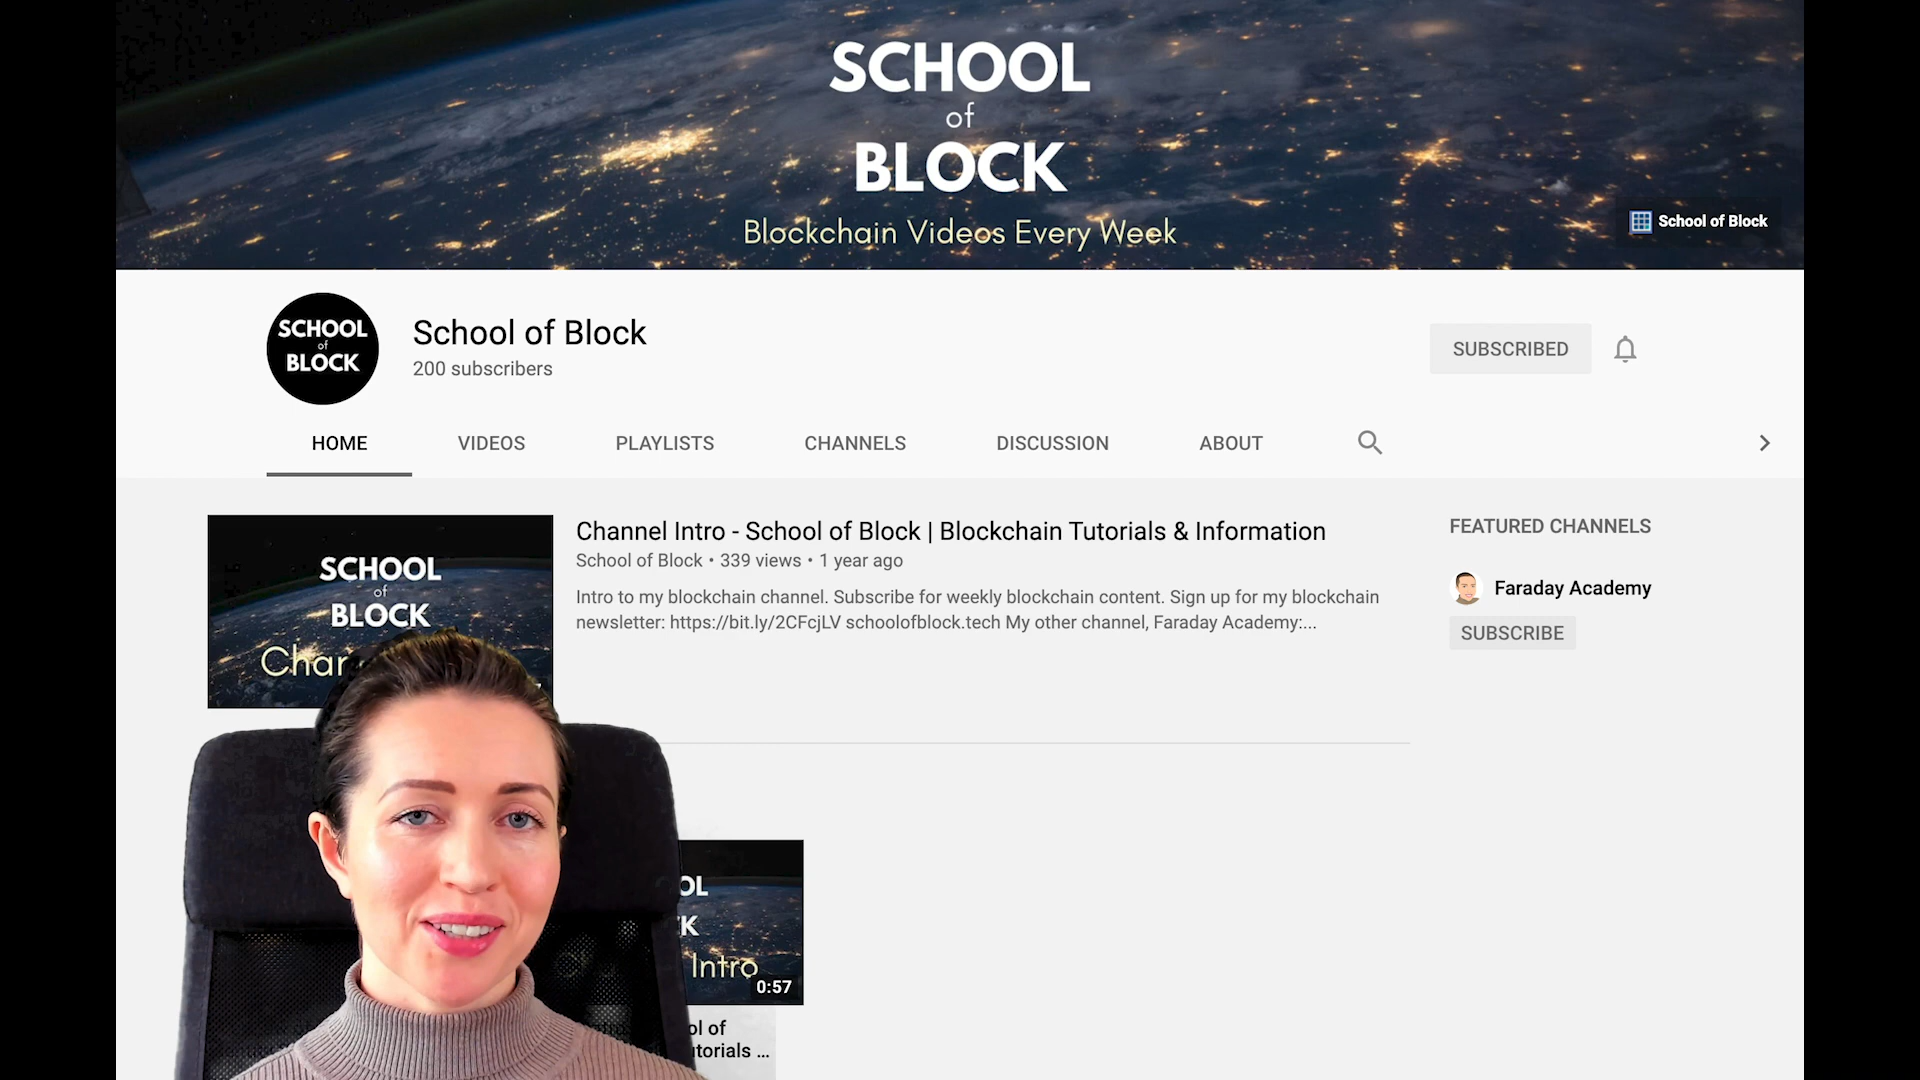 SCHOOL
of
BLOCK
Blockchain Videos Every Week
School of Block
SCHOOL
of
BLOCK
School of Block
200 subscribers
SUBSCRIBED
HOME
VIDEOS
PLAYLISTS
CHANNELS
DISCUSSION
ABOUT
SCHOOL
of
BLOCK
Char
Channel Intro - School of Block | Blockchain Tutorials & Information
School of Block • 339 views • 1 year ago
Intro to my blockchain channel. Subscribe for weekly blockchain content. Sign up for my blockchain
newsletter: https://bit.ly/2CFcjLV schoolofblock.tech My other channel, Faraday Academy:...
FEATURED CHANNELS
Faraday Academy
SUBSCRIBE
OL
K
Intro
0:57
ol of
utorials ...